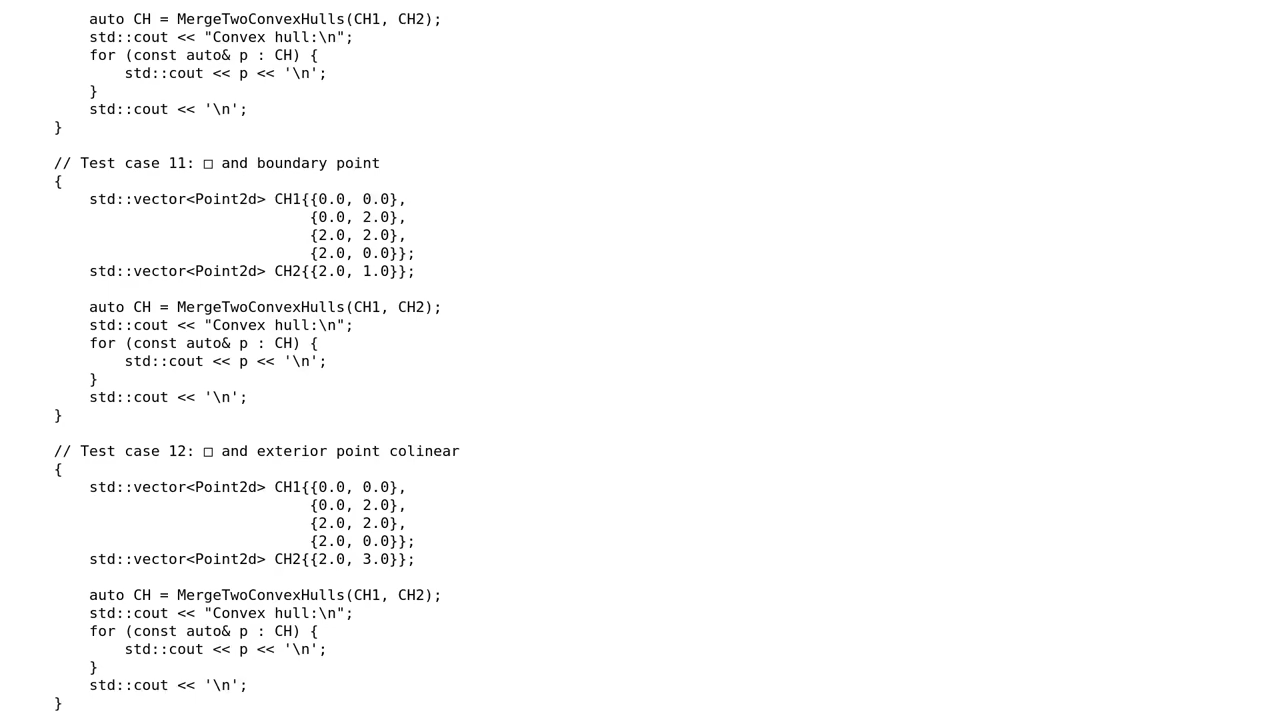 auto CH = MergeTwoConvexHulls(CH1, CH2);
    std::cout << "Convex hull:\n";
    for (const auto& p : CH) {
        std::cout << p << '\n';
    }
    std::cout << '\n';
}

// Test case 11: □ and boundary point
{
    std::vector<Point2d> CH1{{0.0, 0.0},
                             {0.0, 2.0},
                             {2.0, 2.0},
                             {2.0, 0.0}};
    std::vector<Point2d> CH2{{2.0, 1.0}};

    auto CH = MergeTwoConvexHulls(CH1, CH2);
    std::cout << "Convex hull:\n";
    for (const auto& p : CH) {
        std::cout << p << '\n';
    }
    std::cout << '\n';
}

// Test case 12: □ and exterior point colinear
{
    std::vector<Point2d> CH1{{0.0, 0.0},
                             {0.0, 2.0},
                             {2.0, 2.0},
                             {2.0, 0.0}};
    std::vector<Point2d> CH2{{2.0, 3.0}};

    auto CH = MergeTwoConvexHulls(CH1, CH2);
    std::cout << "Convex hull:\n";
    for (const auto& p : CH) {
        std::cout << p << '\n';
    }
    std::cout << '\n';
}